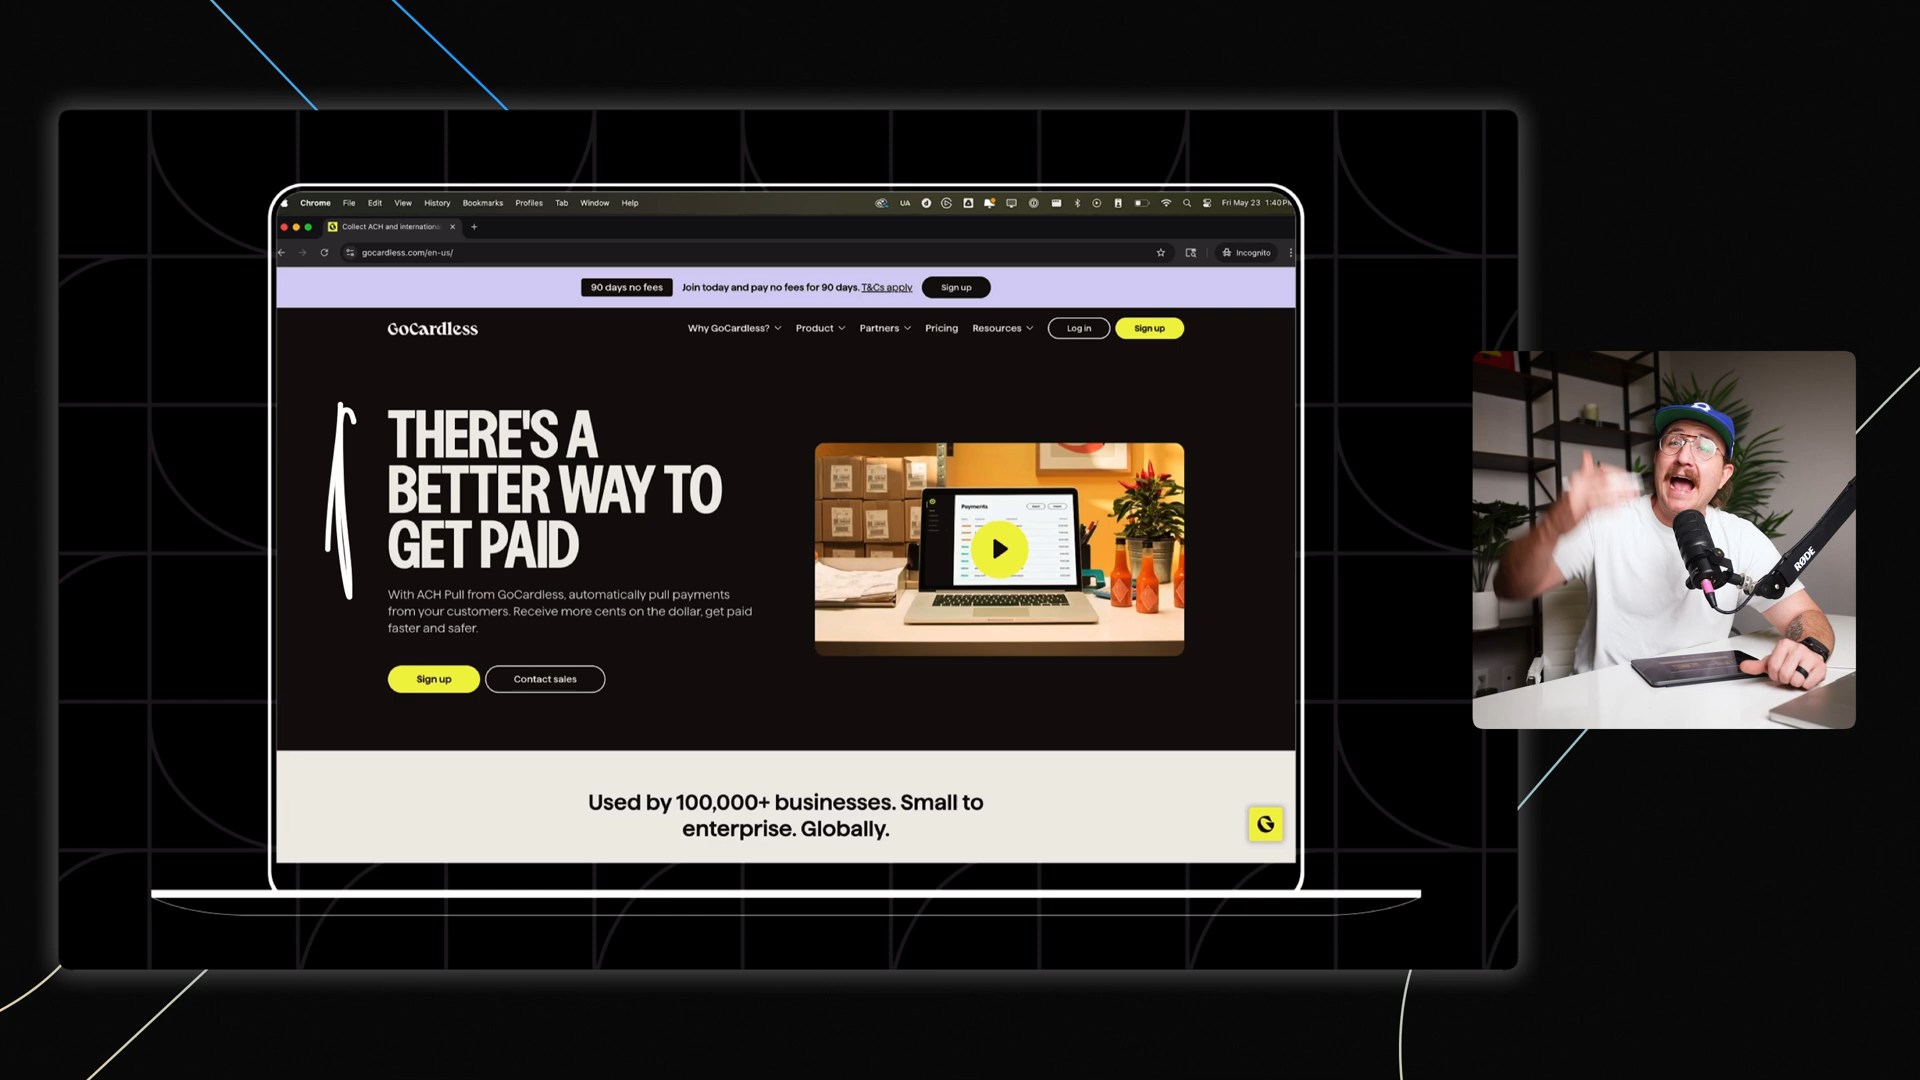 Chrome File Edit View History Bookmarks Profiles Tab Window Help UA Fri May 23 1:40PM
Collect ACH and internationa
gocardless.com/en-us/ Incognito
90 days no fees Join today and pay no fees for 90 days. T&Cs apply Sign up
GoCardless Why GoCardless? Product Partners Pricing Resources Log in Sign up
THERE'S A
BETTER WAY TO
GET PAID
With ACH Pull from GoCardless, automatically pull payments
from your customers. Receive more cents on the dollar, get paid
faster and safer.
Sign up Contact sales
Payments
Used by 100,000+ businesses. Small to
enterprise. Globally.
RØDE